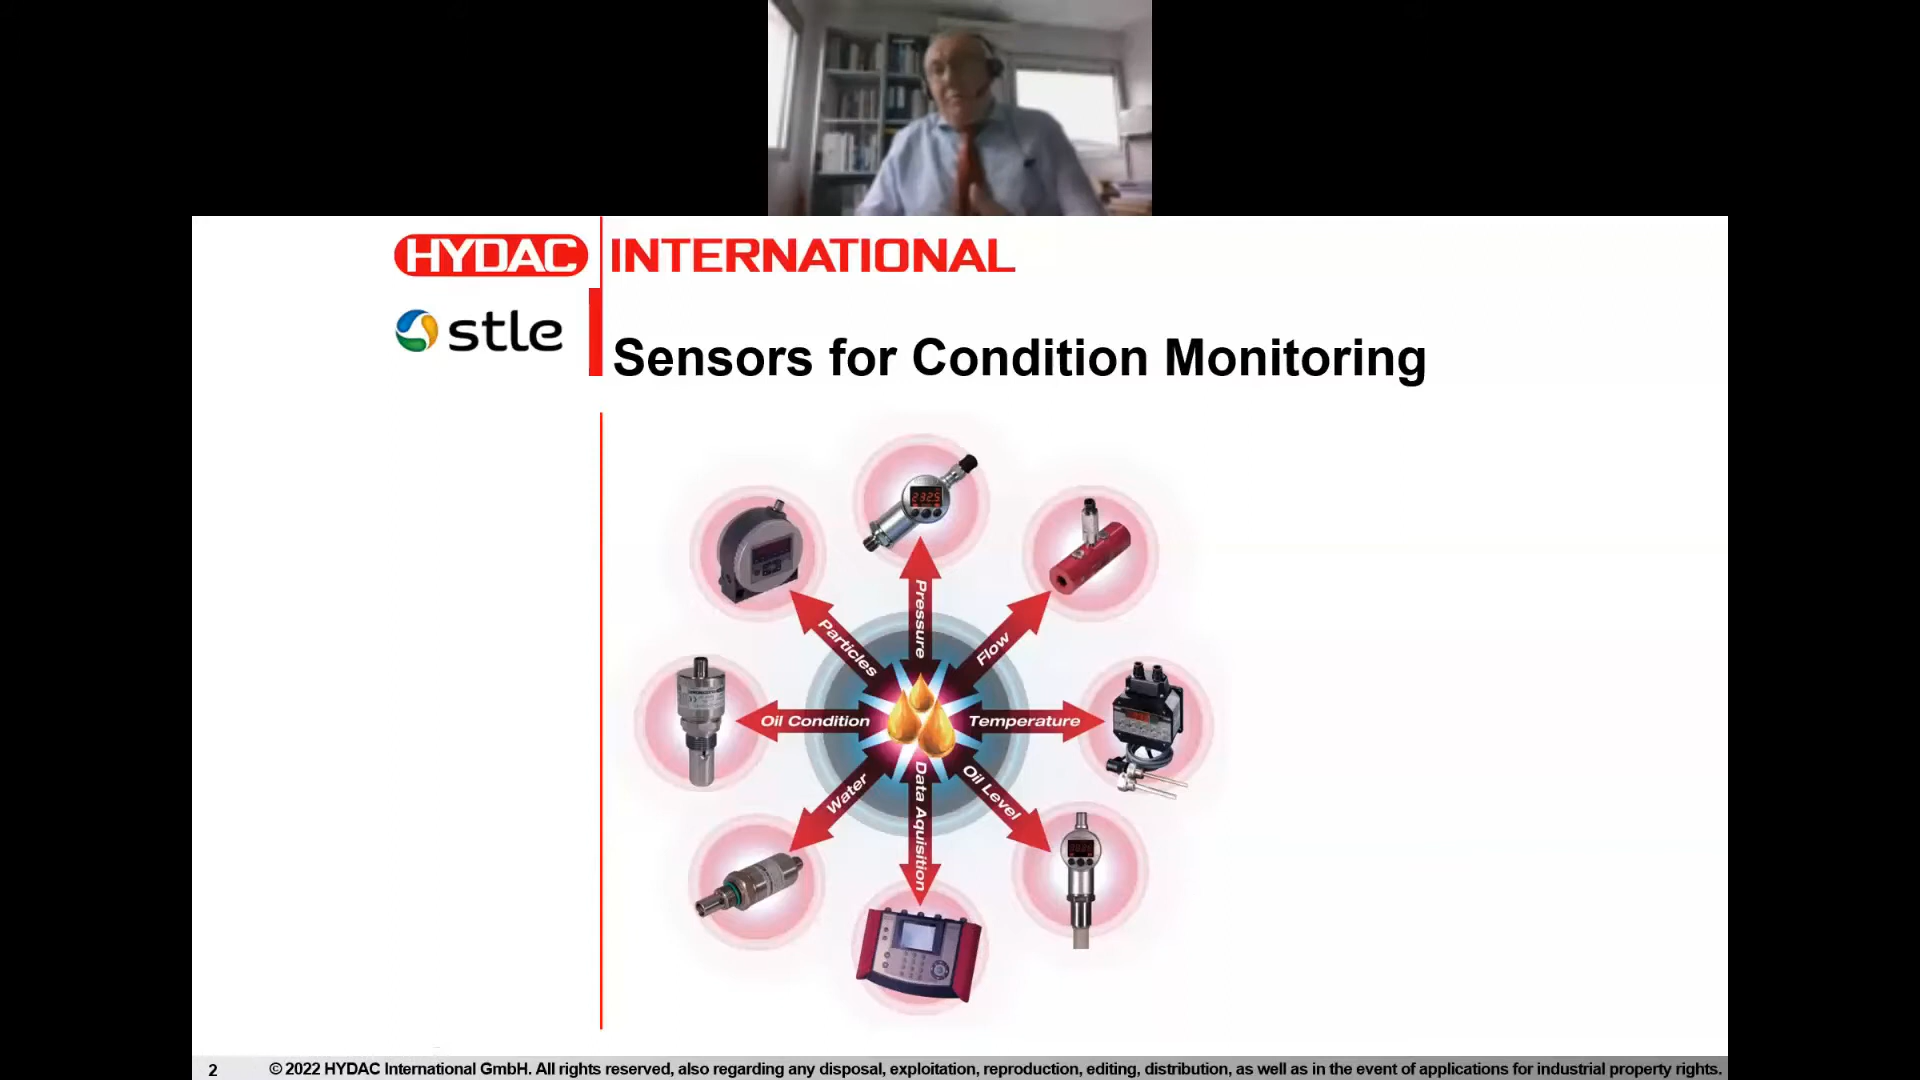 HYDAC INTERNATIONAL
stle
Sensors for Condition Monitoring
2325
Pressure
Particles
Flow
Oil Condition
Temperature
Water
Data Aquisition
Oil Level
2
© 2022 HYDAC International GmbH. All rights reserved, also regarding any disposal, exploitation, reproduction, editing, distribution, as well as in the event of applications for industrial property rights.